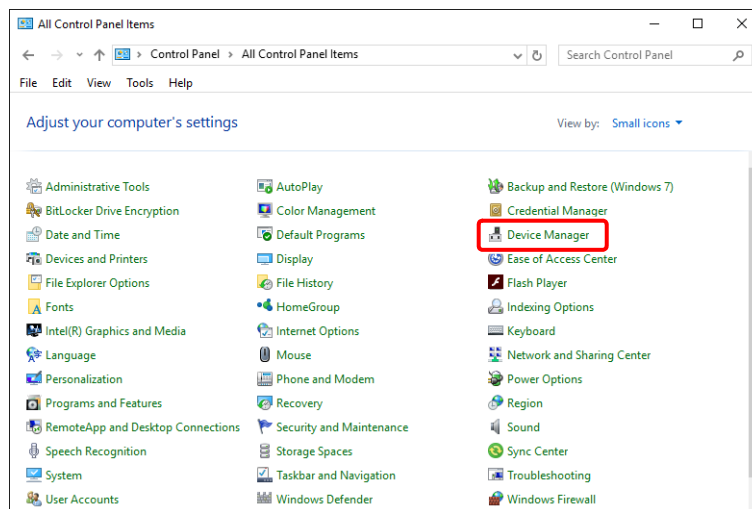 All Control Panel Items
Control Panel > All Control Panel Items
Search Control Panel
File Edit View Tools Help
Adjust your computer's settings
View by: Small icons
Administrative Tools
AutoPlay
Backup and Restore (Windows 7)
BitLocker Drive Encryption
Color Management
Credential Manager
Date and Time
Default Programs
Device Manager
Devices and Printers
Display
Ease of Access Center
File Explorer Options
File History
Flash Player
Fonts
HomeGroup
Indexing Options
Intel(R) Graphics and Media
Internet Options
Keyboard
Language
Mouse
Network and Sharing Center
Personalization
Phone and Modem
Power Options
Programs and Features
Recovery
Region
RemoteApp and Desktop Connections
Security and Maintenance
Sound
Speech Recognition
Storage Spaces
Sync Center
System
Taskbar and Navigation
Troubleshooting
User Accounts
Windows Defender
Windows Firewall